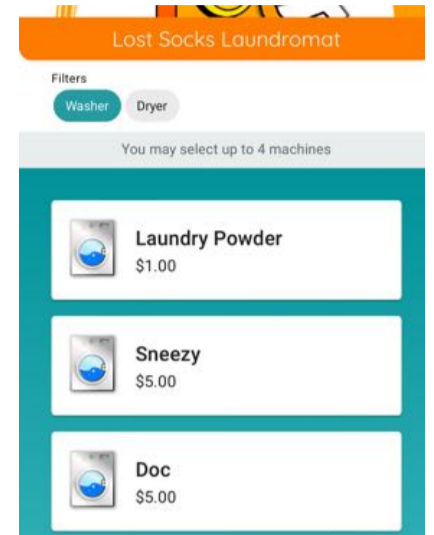 Lost Socks Laundromat
Filters
Washer Dryer
You may select up to 4 machines
Laundry Powder
$1.00
Sneezy
$5.00
Doc
$5.00